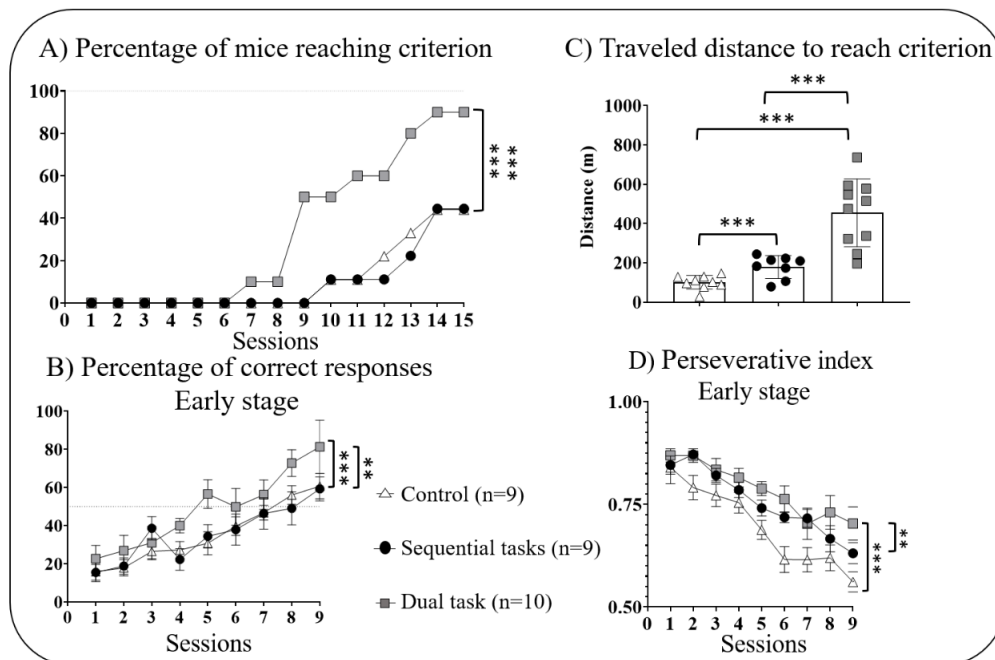 A) Percentage of mice reaching criterion
100
80
60
40
20
0
0 1 2 3 4 5 6 7 8 9 10 11 12 13 14 15
Sessions
***
***
C) Traveled distance to reach criterion
***
***
***
Distance (m)
1000
800
600
400
200
0
B) Percentage of correct responses
Early stage
100
80
60
40
20
0
0 1 2 3 4 5 6 7 8 9
Sessions
***
**
Control (n=9)
Sequential tasks (n=9)
Dual task (n=10)
D) Perseverative index
Early stage
1.00
0.75
0.50
0 1 2 3 4 5 6 7 8 9
Sessions
***
**